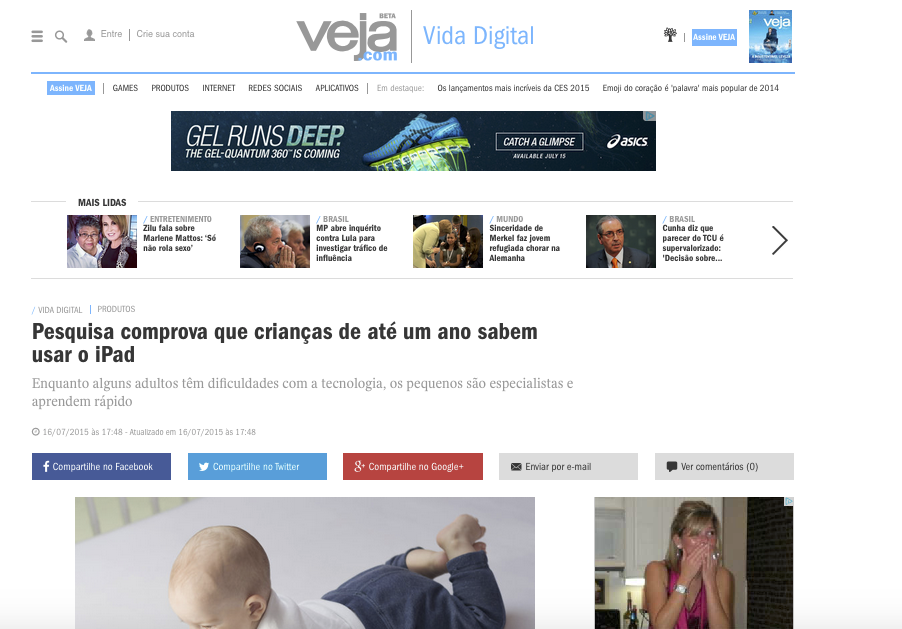 BETA
veja
.com
Vida Digital
Entre | Crie sua conta
Assine VEJA
veja
Assine VEJA | GAMES PRODUTOS INTERNET REDES SOCIAIS APLICATIVOS | Em destaque: Os lançamentos mais incríveis da CES 2015 Emoji do coração é 'palavra' mais popular de 2014
GEL RUNS DEEP.
THE GEL-QUANTUM 360™ IS COMING
CATCH A GLIMPSE
AVAILABLE JULY 15
asics
MAIS LIDAS
/ ENTRETENIMENTO
Zilu fala sobre
Marlene Mattos: 'Só
não rola sexo'
/ BRASIL
MP abre inquérito
contra Lula para
investigar tráfico de
influência
/ MUNDO
Sinceridade de
Merkel faz jovem
refugiada chorar na
Alemanha
/ BRASIL
Cunha diz que
parecer do TCU é
supervalorizado:
'Decisão sobre...
/ VIDA DIGITAL | PRODUTOS
Pesquisa comprova que crianças de até um ano sabem
usar o iPad
Enquanto alguns adultos têm dificuldades com a tecnologia, os pequenos são especialistas e
aprendem rápido
16/07/2015 às 17:48 - Atualizado em 16/07/2015 às 17:48
Compartilhe no Facebook
Compartilhe no Twitter
Compartilhe no Google+
Enviar por e-mail
Ver comentários (0)